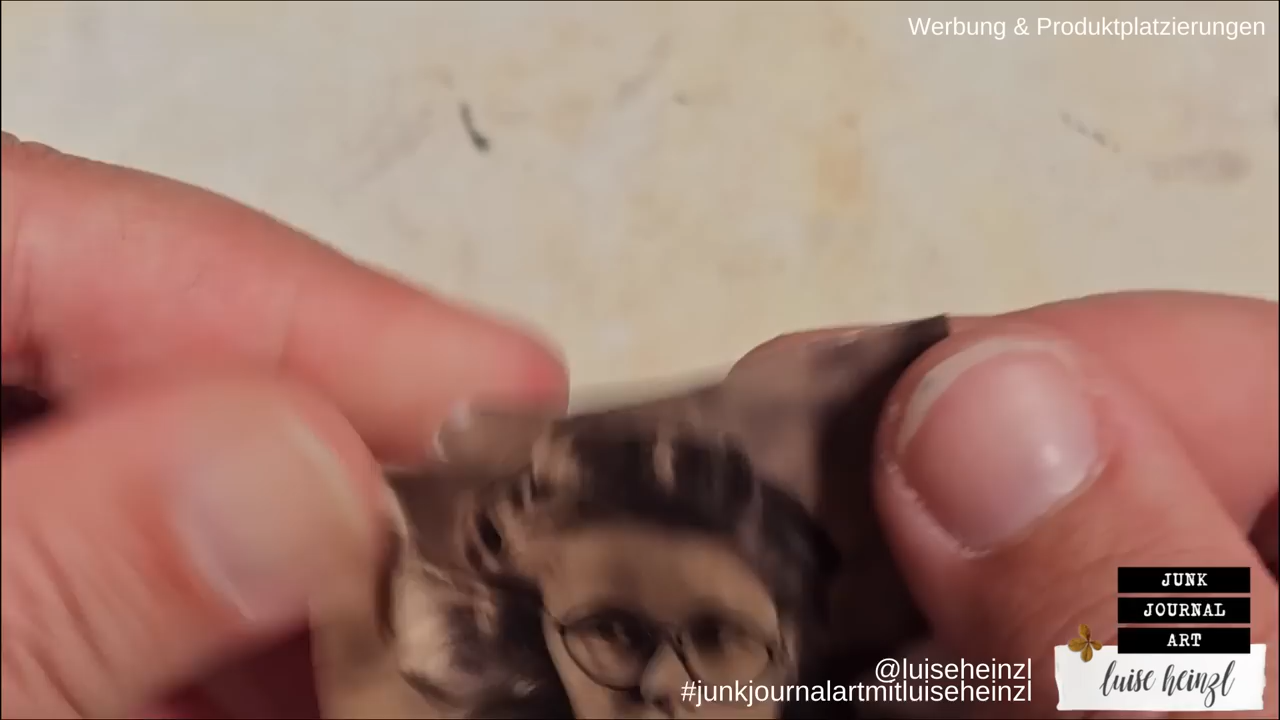 Werbung & Produktplatzierungen
JUNK
JOURNAL
ART
@luiseheinzl
#junkjournalartmitluiseheinzl
luise heinzl